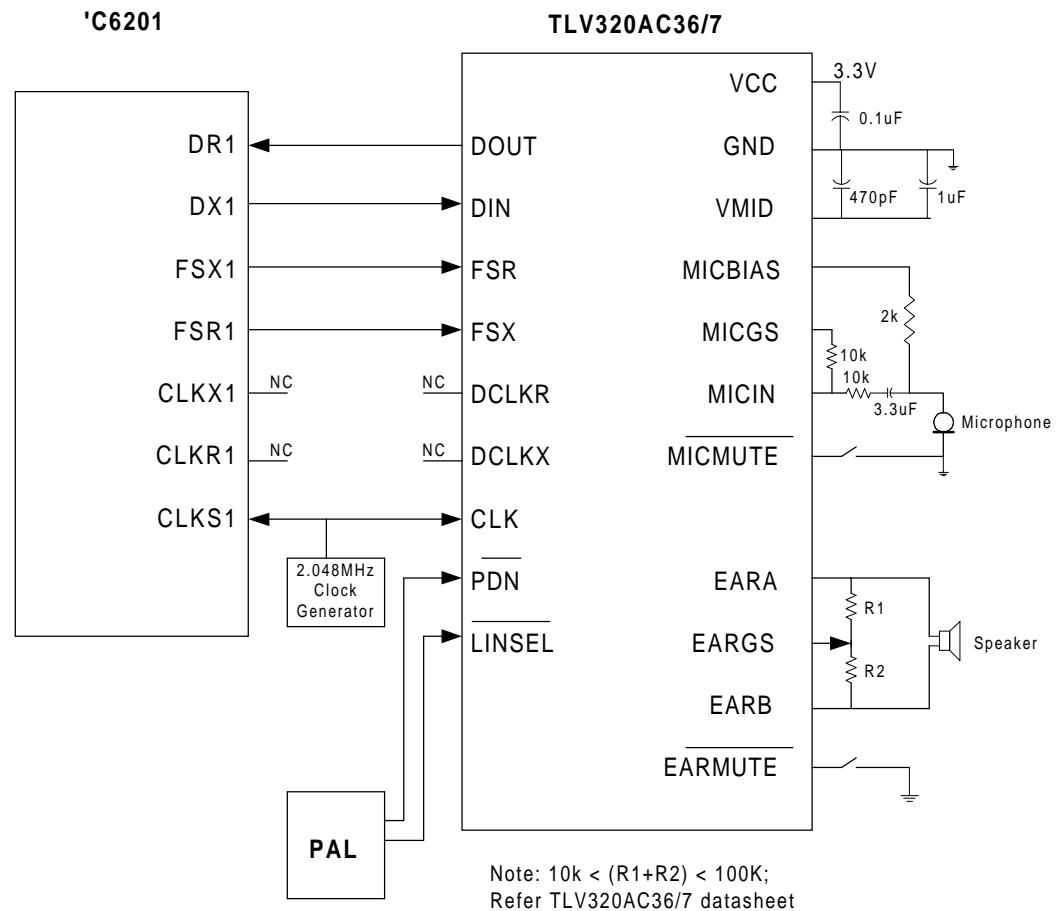 'C6201
TLV320AC36/7
DR1
DX1
FSX1
FSR1
CLKX1
NC
CLKR1
NC
CLKS1
2.048MHz
Clock
Generator
PAL
DOUT
DIN
FSR
FSX
NC
DCLKR
NC
DCLKX
CLK
PDN
LINSEL
VCC
GND
VMID
MICBIAS
MICGS
MICIN
MICMUTE
EARA
EARGS
EARB
EARMUTE
3.3V
0.1uF
470pF
1uF
2k
10k
10k
3.3uF
Microphone
R1
R2
Speaker
Note: 10k < (R1+R2) < 100K;
Refer TLV320AC36/7 datasheet